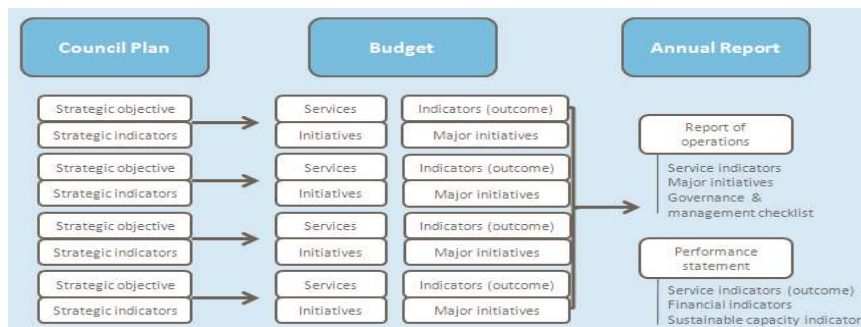 Council Plan
Budget
Annual Report
Strategic objective
Strategic indicators
Services
Initiatives
Indicators (outcome)
Major initiatives
Strategic objective
Strategic indicators
Services
Initiatives
Indicators (outcome)
Major initiatives
Strategic objective
Strategic indicators
Services
Initiatives
Indicators (outcome)
Major initiatives
Strategic objective
Strategic indicators
Services
Initiatives
Indicators (outcome)
Major initiatives
Report of
operations
Service indicators
Major initiatives
Governance &
management checklist
Performance
statement
Service indicators (outcome)
Financial indicators
Sustainable capacity indicator